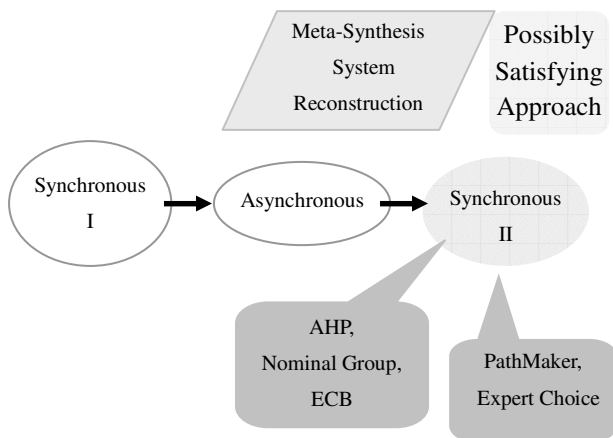 Meta-Synthesis
System
Reconstruction
Possibly
Satisfying
Approach
Synchronous
I
Asynchronous
Synchronous
II
AHP,
Nominal Group,
ECB
PathMaker,
Expert Choice